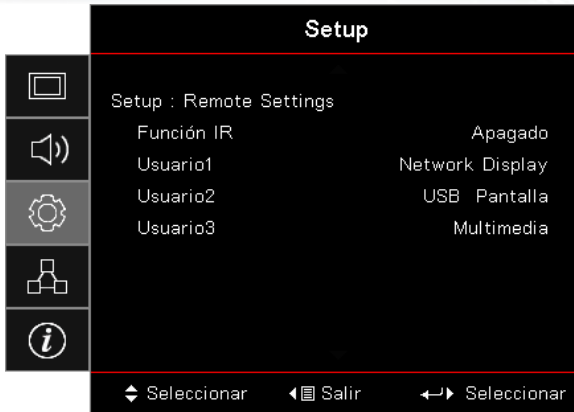 Setup
Setup : Remote Settings
Función IR Apagado
Usuario1 Network Display
Usuario2 USB Pantalla
Usuario3 Multimedia
Seleccionar Salir Seleccionar